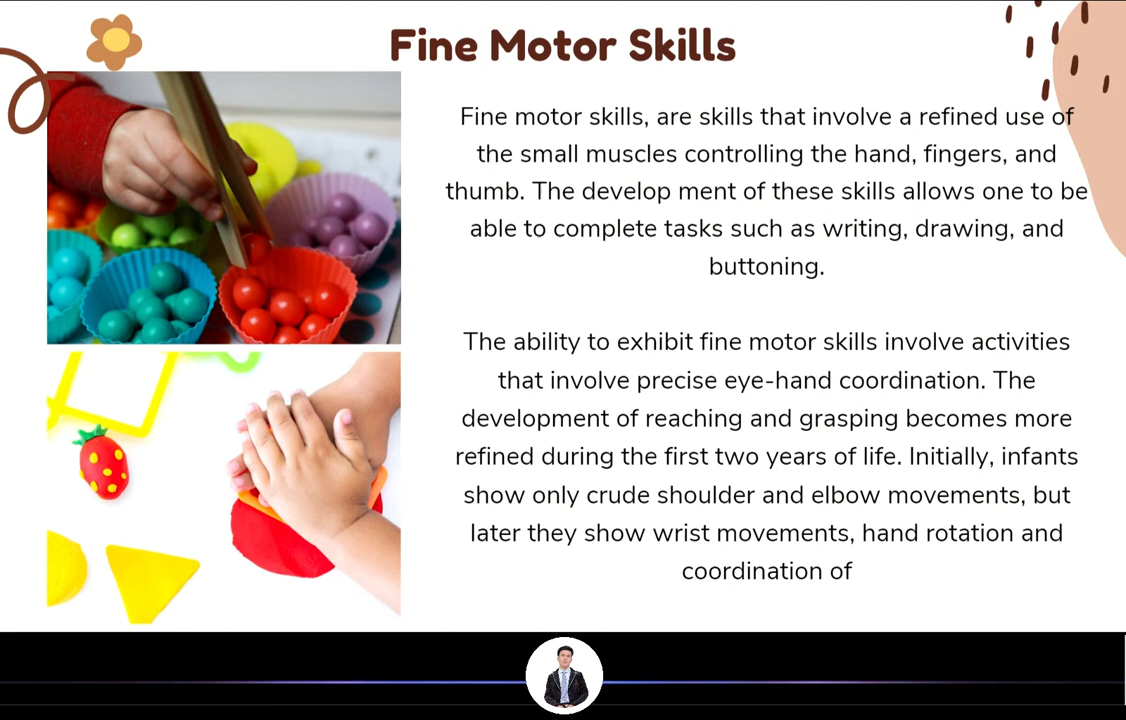 Fine Motor Skills
Fine motor skills, are skills that involve a refined use of
the small muscles controlling the hand, fingers, and
thumb. The develop ment of these skills allows one to be
able to complete tasks such as writing, drawing, and
buttoning.
The ability to exhibit fine motor skills involve activities
that involve precise eye-hand coordination. The
development of reaching and grasping becomes more
refined during the first two years of life. Initially, infants
show only crude shoulder and elbow movements, but
later they show wrist movements, hand rotation and
coordination of